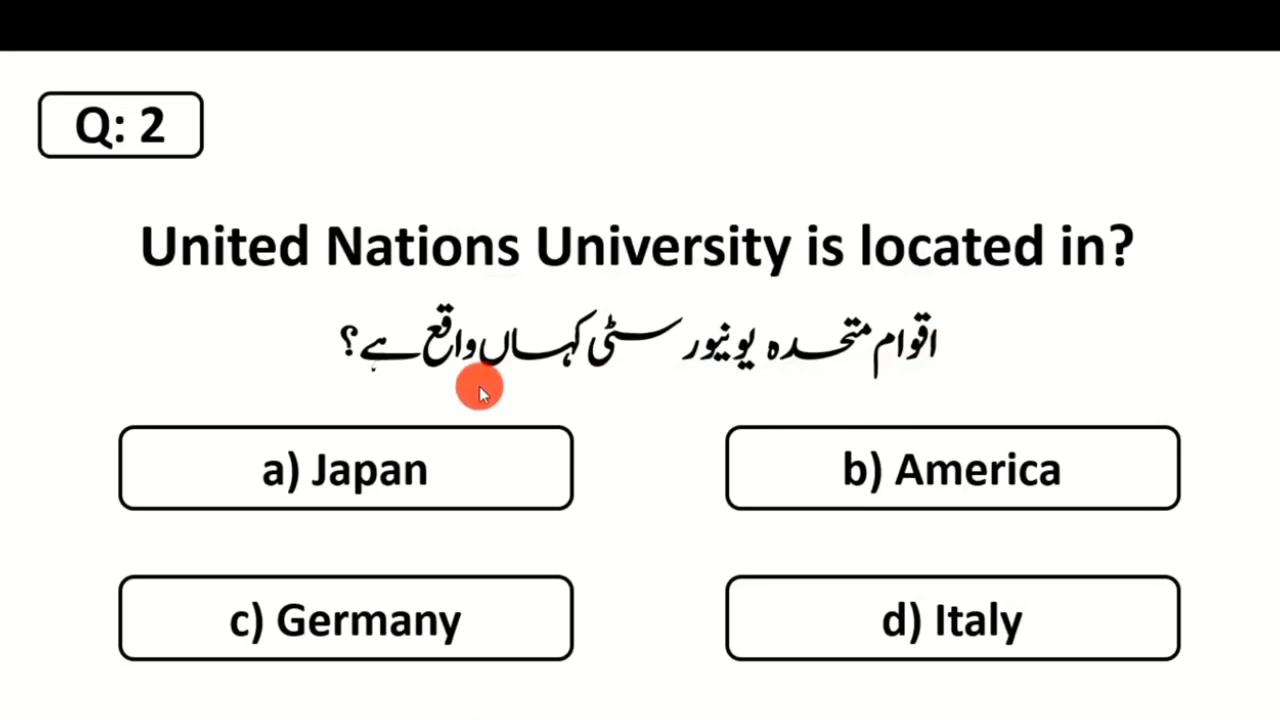 Q: 2
United Nations University is located in?
اقوام متحدہ یونیورسٹی کہاں واقع ہے؟
a) Japan
b) America
c) Germany
d) Italy